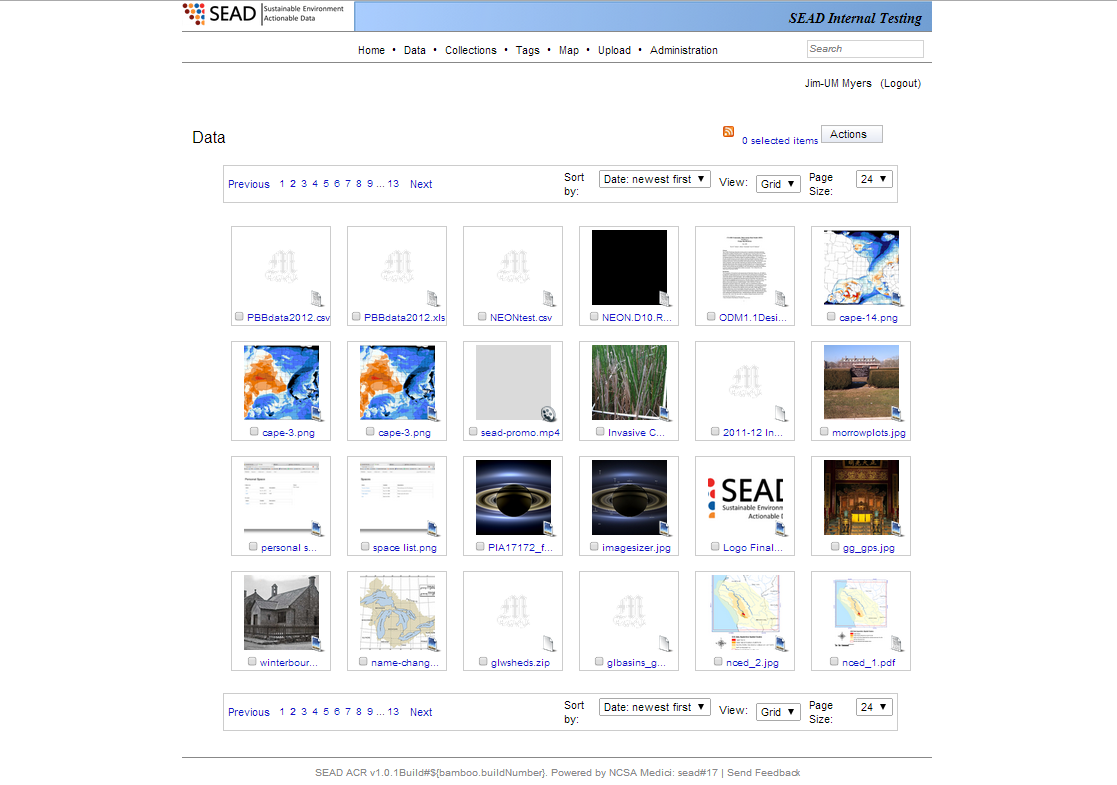 SEAD Sustainable Environment
Actionable Data
SEAD Internal Testing
Home • Data • Collections • Tags • Map • Upload • Administration
Search
Jim-UM Myers (Logout)
Data
0 selected items Actions
Previous 1 2 3 4 5 6 7 8 9 ... 13 Next
Sort by: Date: newest first ▼ View: Grid ▼ Page Size: 24 ▼
PBBdata2012.csv PBBdata2012.xls NEONtest.csv NEON.D10.R... ODM1.1Desi... cape-14.png
cape-3.png cape-3.png sead-promo.mp4 Invasive C... 2011-12 In... morrowplots.jpg
Personal Space
Spaces
SEAD
Sustainable Environm
Actionable D
personal s... space list.png PIA17172_f... imagesizer.jpg Logo Final... gg_gps.jpg
winterbour... name-chang... glwsheds.zip glbasins_g... nced_2.jpg nced_1.pdf
Previous 1 2 3 4 5 6 7 8 9 ... 13 Next
Sort by: Date: newest first ▼ View: Grid ▼ Page Size: 24 ▼
SEAD ACR v1.0.1Build#${bamboo.buildNumber}. Powered by NCSA Medici: sead#17 | Send Feedback